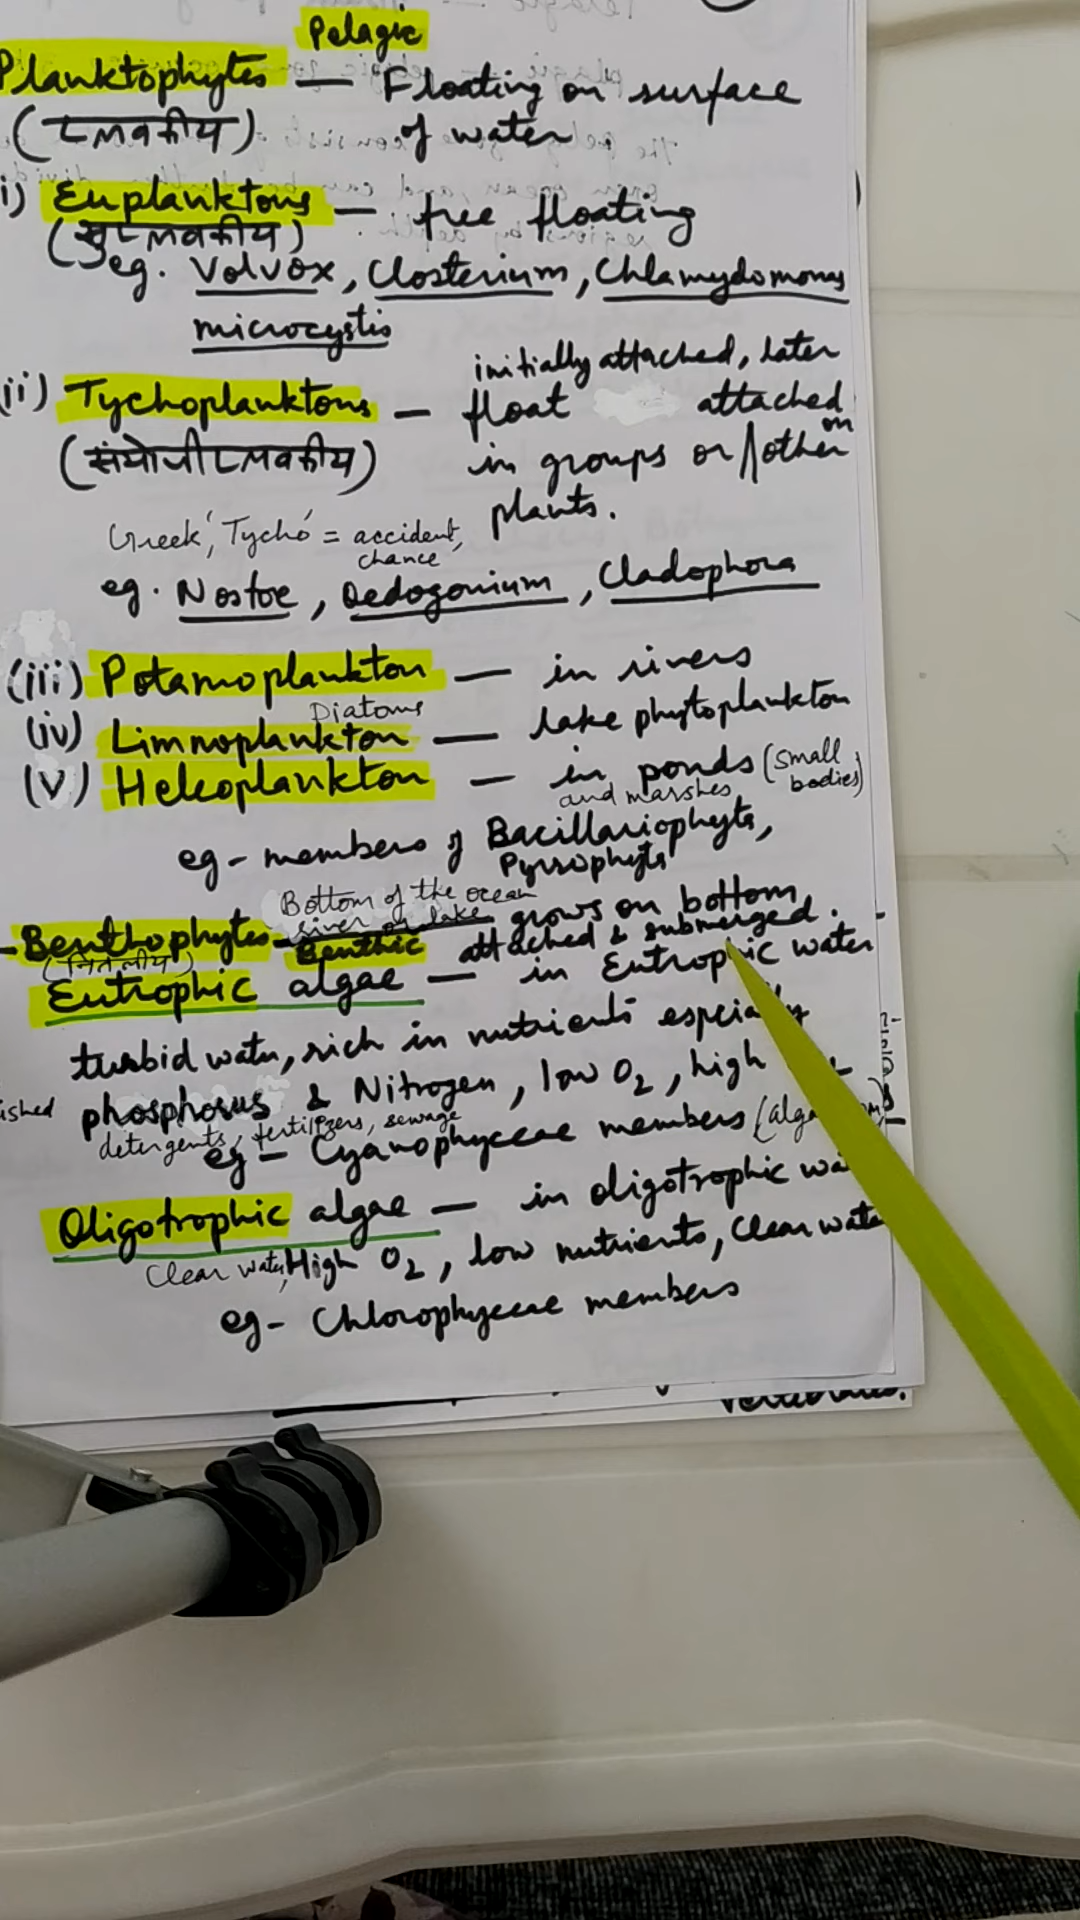 Pelagic
Planktophytes — Floating on surface
(प्लवकीय) of water
i) Euplanktons — free floating
(सुप्लवकीय)
eg. Volvox, Closterium, Chlamydomonas
microcystis
initially attached, later
(ii) Tychoplanktons — float attached
(संयोजीप्लवकीय) in groups or/on other
plants.
Greek, 'Tycho' = accident,
chance
eg. Nostoc, Oedogonium, Cladophora
(iii) Potamoplankton — in rivers
Diatoms
(iv) Limnoplankton — lake phytoplankton
(v) Heleoplankton — in ponds (small
and marshes bodies)
eg - members of Bacillariophyta,
Pyrrophyta
Bottom of the ocean
river or lake
- Benthophytes - grows on bottom,
Benthic attached & submerged.
Eutrophic algae — in Eutrophic water
turbid water, rich in nutrients especially
ished phosphorus & Nitrogen, low O2, high
detergents, fertilizers, sewage
eg - Cyanophyceae members
Oligotrophic algae — in oligotrophic
Clear water, High O2, low nutrients, Clear water
eg - Chlorophyceae members
vertebrates.